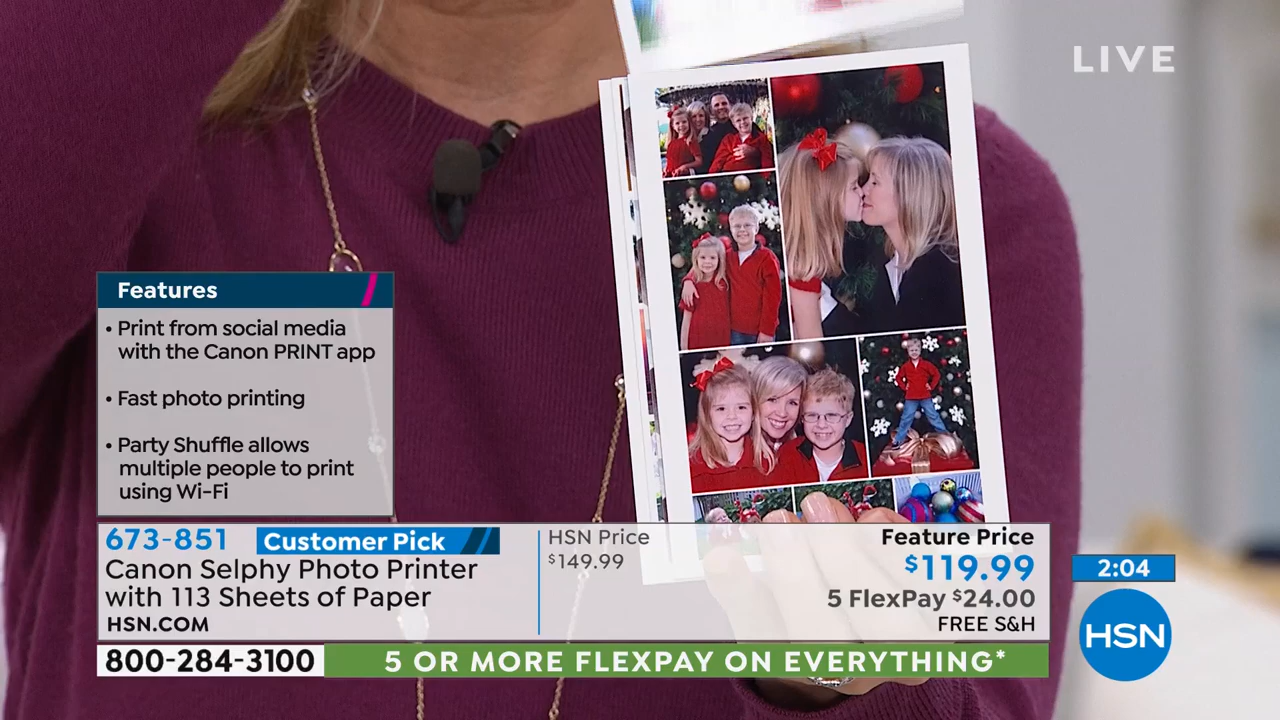 LIVE
Features
• Print from social media
with the Canon PRINT app
• Fast photo printing
• Party Shuffle allows
multiple people to print
using Wi-Fi
673-851
Customer Pick
Canon Selphy Photo Printer
with 113 Sheets of Paper
HSN.COM
HSN Price
$149.99
Feature Price
$119.99
5 FlexPay $24.00
FREE S&H
2:04
HSN
800-284-3100
5 OR MORE FLEXPAY ON EVERYTHING*